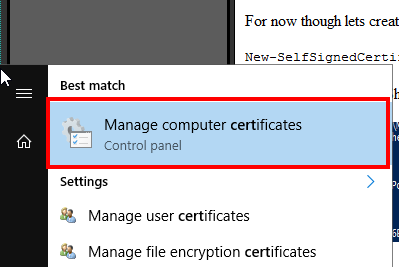 For now though lets creat
New-SelfSignedCertif
Best match
Manage computer certificates
Control panel
Settings
Manage user certificates
Manage file encryption certificates